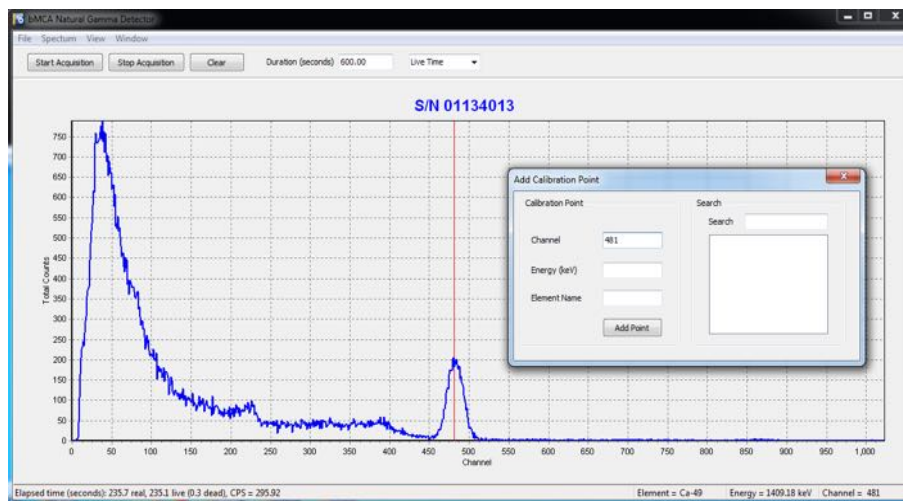 bMCA Natural Gamma Detector
File Spectum View Window
Start Acquisition Stop Acquisition Clear Duration (seconds) 600.00 Live Time
S/N 01134013
Total Counts
750
700
650
600
550
500
450
400
350
300
250
200
150
100
50
0
0 50 100 150 200 250 300 350 400 450 500 550 600 650 700 750 800 850 900 950 1,000
Channel
Add Calibration Point
Calibration Point
Channel 481
Energy (keV)
Element Name
Add Point
Search
Search
Elapsed time (seconds): 235.7 real, 235.1 live (0.3 dead), CPS = 295.92 Element = Ca-49 Energy = 1409.18 keV Channel = 481